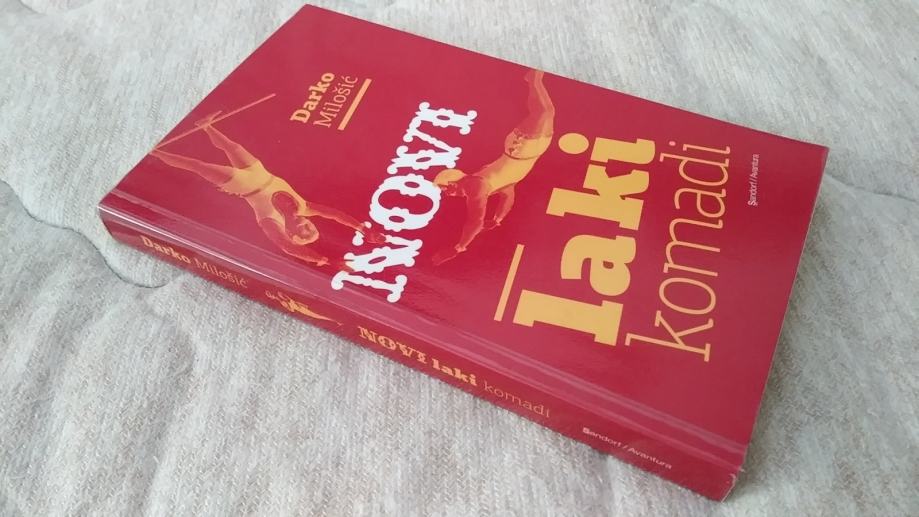 Darko
Milošić
NOVI
laki
komadi
Sandorf / Avantura
Darko Milošić
NOVI laki komadi
Sandorf / Avantura